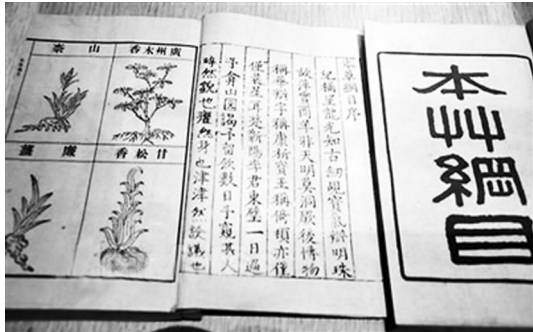 本艸綱目
本草綱目序
紀稱望龍光知古劍覘寶氣辯明珠
故萍實商羊非天明莫洞厥後博物
稱華辯字稱康析寶玉稱倚頓亦僅
僅晨星耳楚蘄陽李君東璧一日過
予弇山園謁予留飲數日予窺其人
睟然貌也癯然身也津津然談議也
廣州木香
山柰
甘松香
廉薑